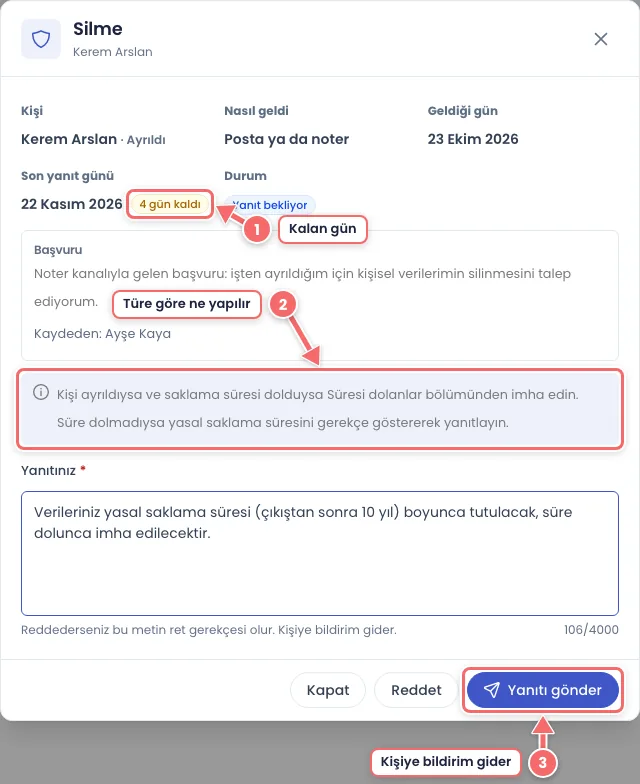 Silme
Kerem Arslan
Kişi
Nasıl geldi
Geldiği gün
Kerem Arslan · Ayrıldı
Posta ya da noter
23 Ekim 2026
Son yanıt günü
Durum
22 Kasım 2026
4 gün kaldı
Yanıt bekliyor
1
Kalan gün
Başvuru
Noter kanalıyla gelen başvuru: işten ayrıldığım için kişisel verilerimin silinmesini talep
ediyorum.
Türe göre ne yapılır
2
Kaydeden: Ayşe Kaya
Kişi ayrıldıysa ve saklama süresi dolduysa Süresi dolanlar bölümünden imha edin.
Süre dolmadıysa yasal saklama süresini gerekçe göstererek yanıtlayın.
Yanıtınız *
Verileriniz yasal saklama süresi (çıkıştan sonra 10 yıl) boyunca tutulacak, süre
dolunca imha edilecektir.
Reddederseniz bu metin ret gerekçesi olur. Kişiye bildirim gider.
106/4000
Kapat
Reddet
Yanıtı gönder
Kişiye bildirim gider
3